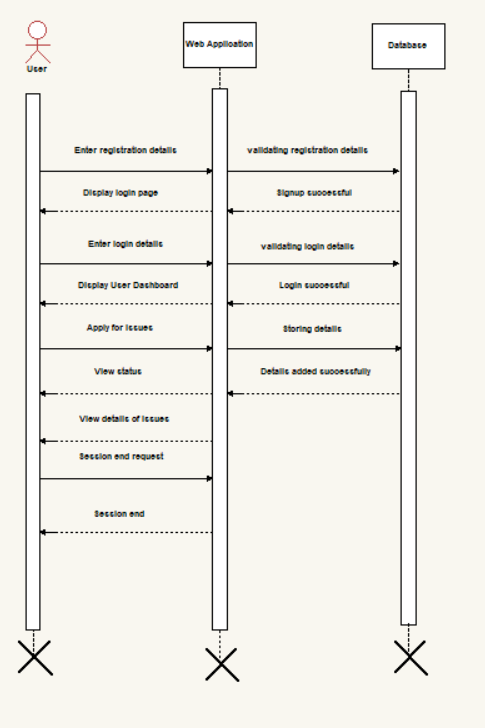 Web Application
Database
User
Enter registration details
validating registration details
Display login page
Signup successful
Enter login details
validating login details
Display User Dashboard
Login successful
Apply for issues
Storing details
View status
Details added successfully
View details of issues
Session end request
Session end